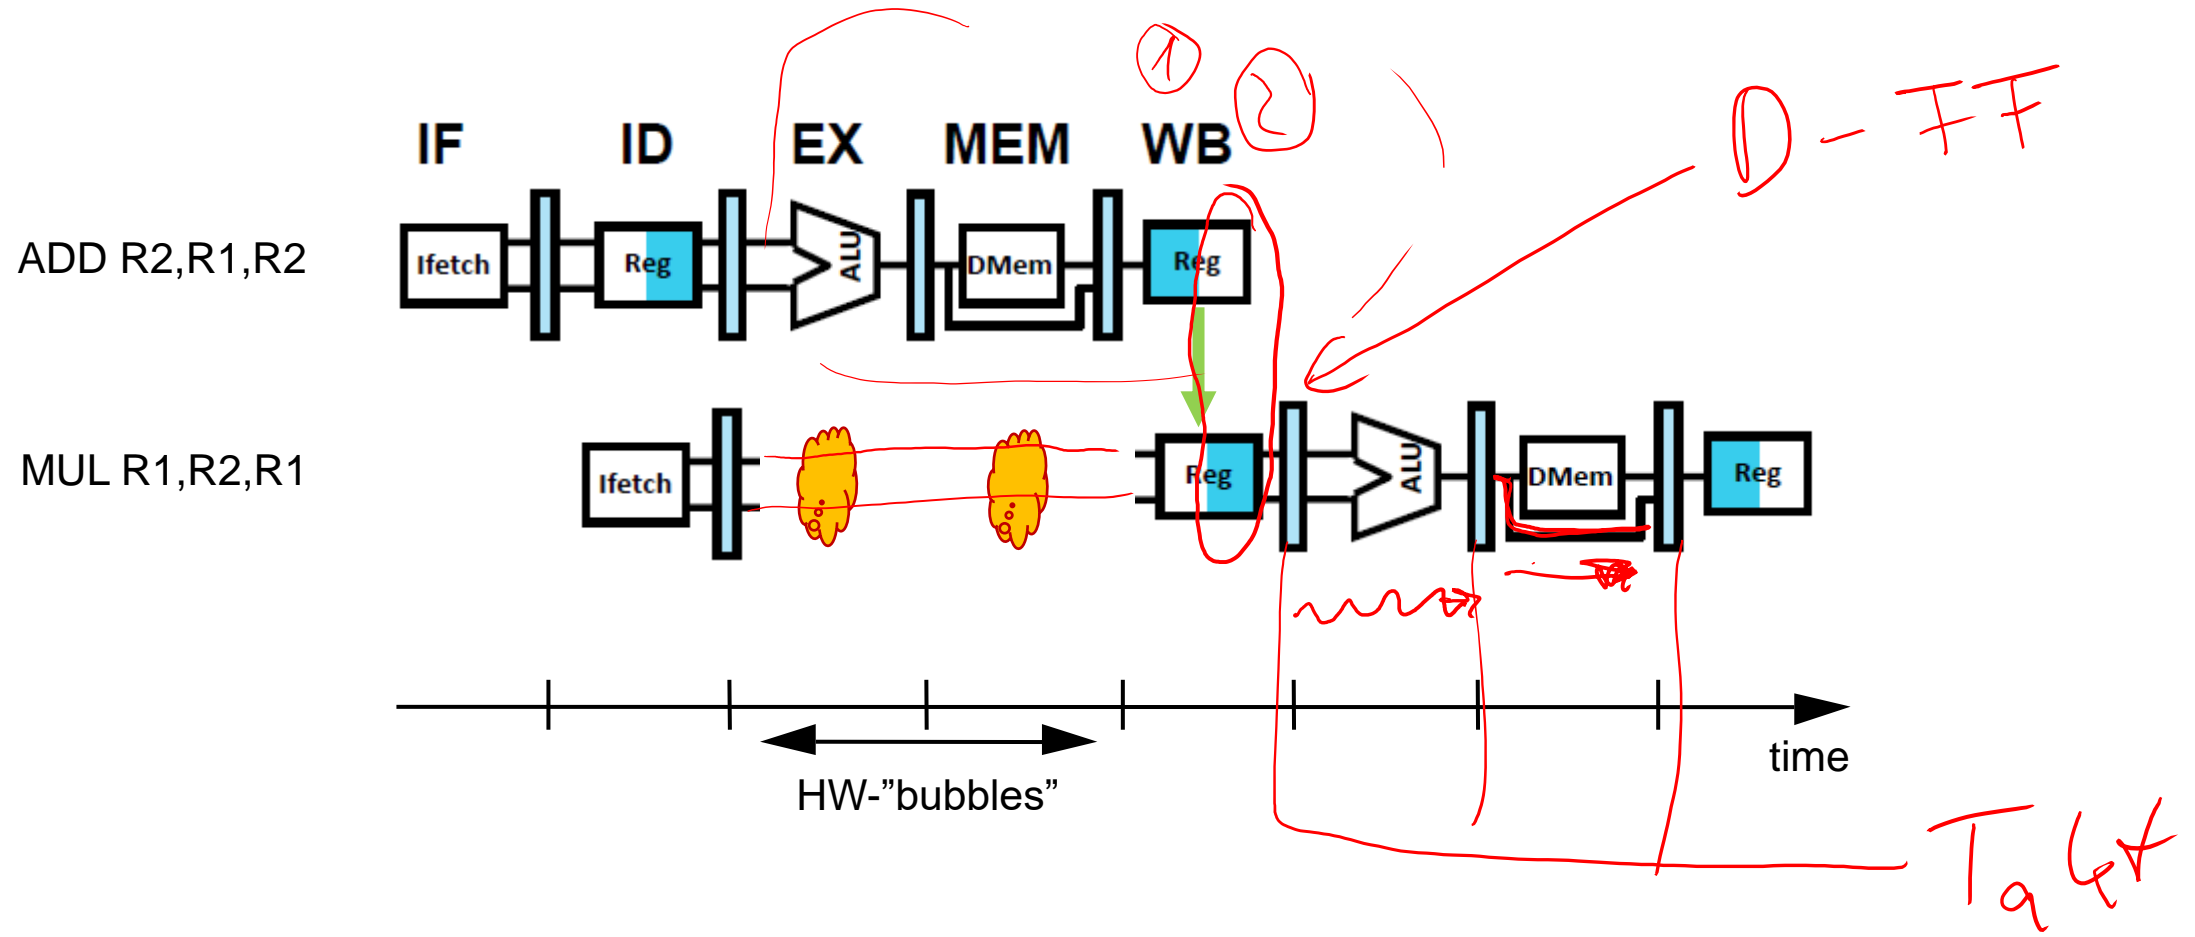 1
2
D - FF
IF ID EX MEM WB
ADD R2,R1,R2
Ifetch Reg ALU DMem Reg
MUL R1,R2,R1
Ifetch Reg ALU DMem Reg
time
HW-”bubbles”